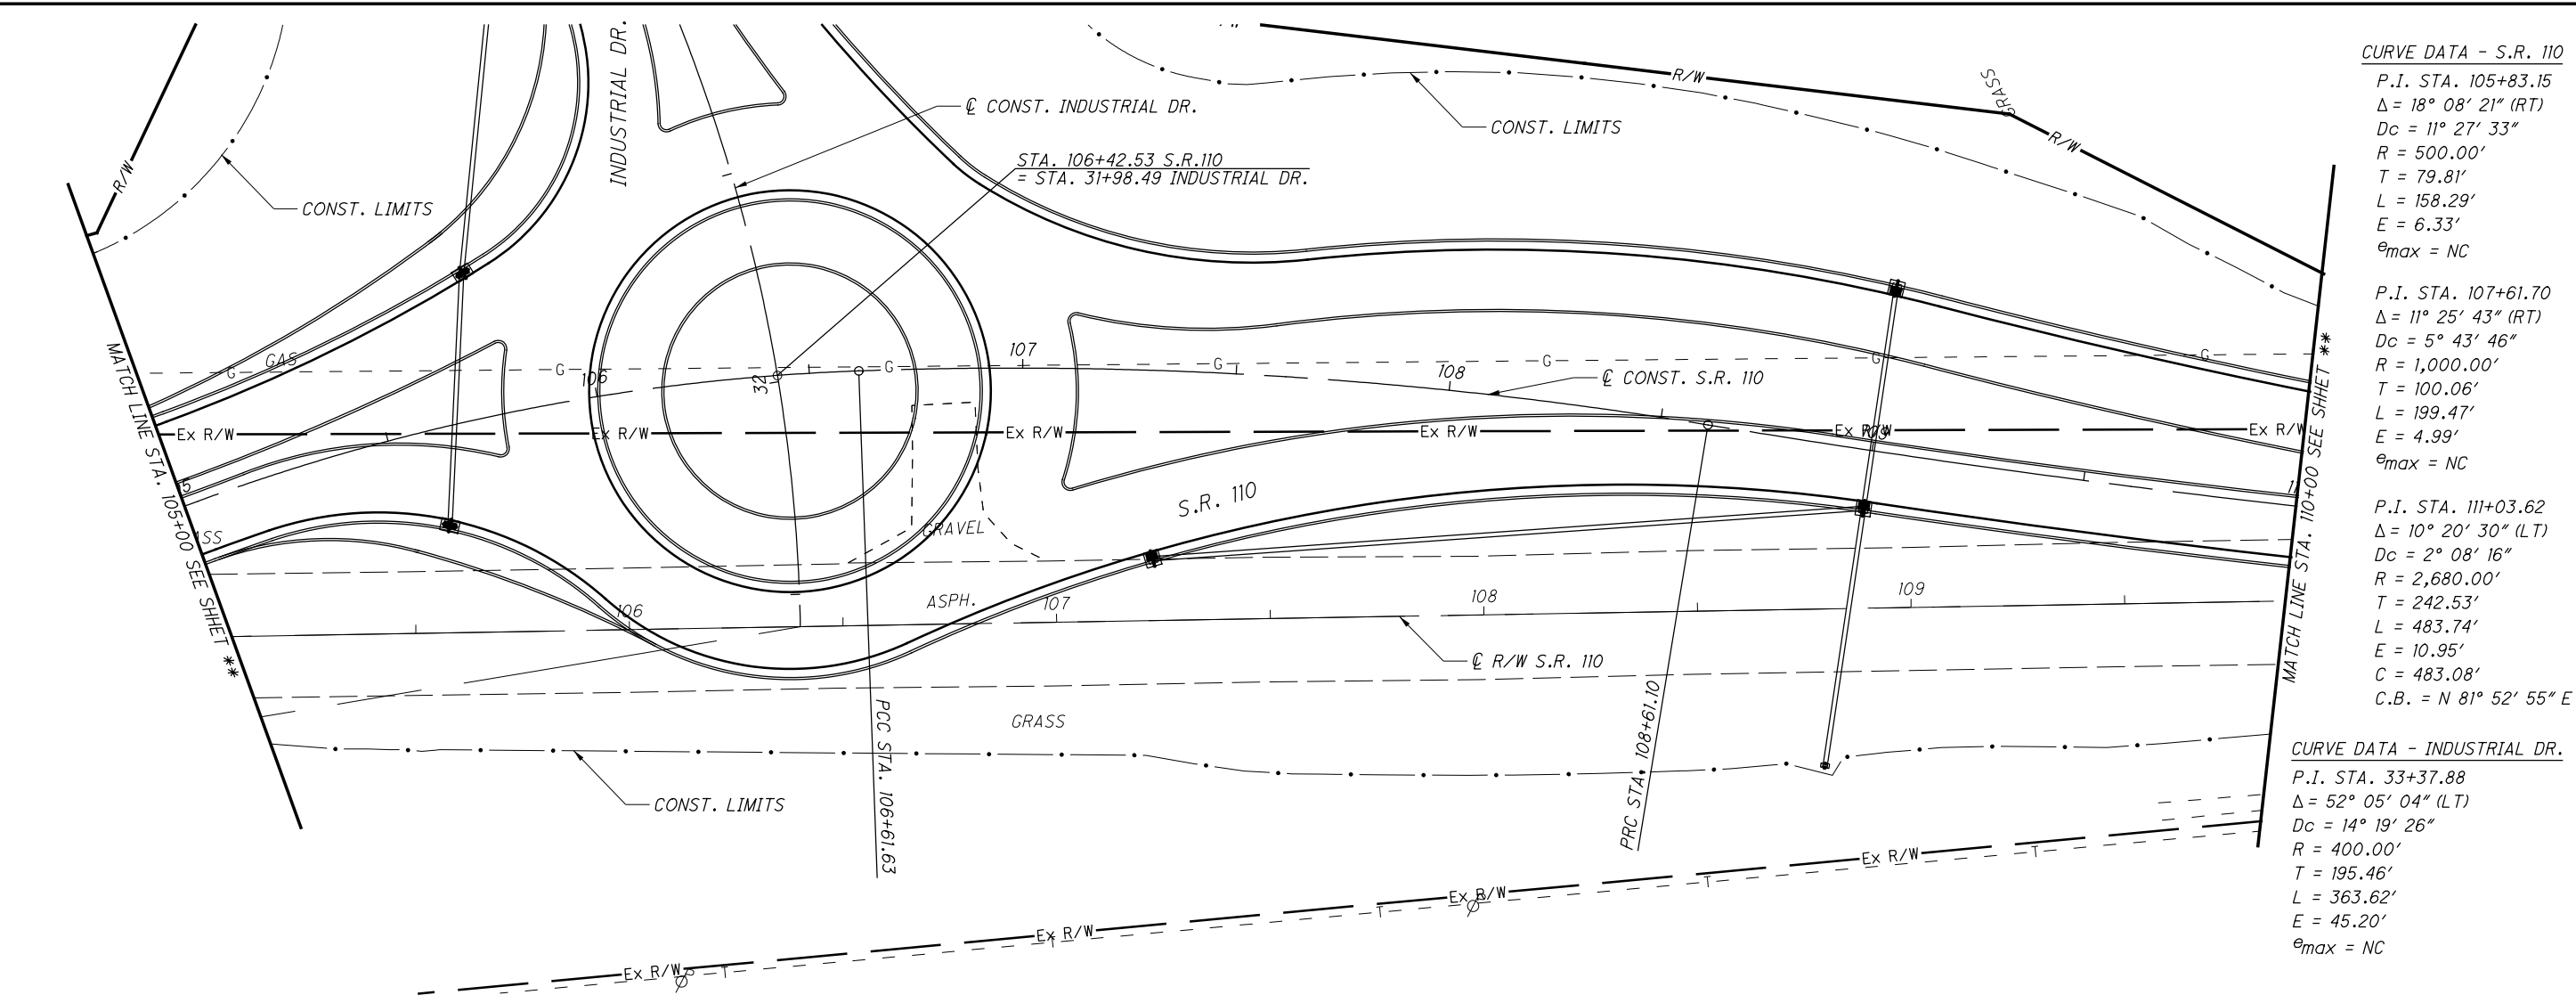 INDUSTRIAL DR.
R/W
CONST. LIMITS
℄ CONST. INDUSTRIAL DR.
STA. 106+42.53 S.R.110
= STA. 31+98.49 INDUSTRIAL DR.
R/W
CONST. LIMITS
GRASS
R/W
MATCH LINE STA. 105+00 SEE SHHET **
GAS
G
G
G
G
G
G
G
106
32
107
108
℄ CONST. S.R. 110
Ex R/W
Ex R/W
Ex R/W
Ex R/W
Ex R/W
Ex R/W
109
5
ASS
S.R. 110
GRAVEL
ASPH.
11
106
107
108
109
℄ R/W S.R. 110
PCC STA. 106+61.63
PRC STA. 108+61.10
GRASS
CONST. LIMITS
MATCH LINE STA. 110+00 SEE SHHET **
Ex R/W
T
Ex R/W
T
Ex R/W
T
Ex R/W
T
T
CURVE DATA - S.R. 110
P.I. STA. 105+83.15
Δ = 18° 08′ 21″ (RT)
Dc = 11° 27′ 33″
R = 500.00′
T = 79.81′
L = 158.29′
E = 6.33′
emax = NC
P.I. STA. 107+61.70
Δ = 11° 25′ 43″ (RT)
Dc = 5° 43′ 46″
R = 1,000.00′
T = 100.06′
L = 199.47′
E = 4.99′
emax = NC
P.I. STA. 111+03.62
Δ = 10° 20′ 30″ (LT)
Dc = 2° 08′ 16″
R = 2,680.00′
T = 242.53′
L = 483.74′
E = 10.95′
C = 483.08′
C.B. = N 81° 52′ 55″ E
CURVE DATA - INDUSTRIAL DR.
P.I. STA. 33+37.88
Δ = 52° 05′ 04″ (LT)
Dc = 14° 19′ 26″
R = 400.00′
T = 195.46′
L = 363.62′
E = 45.20′
emax = NC